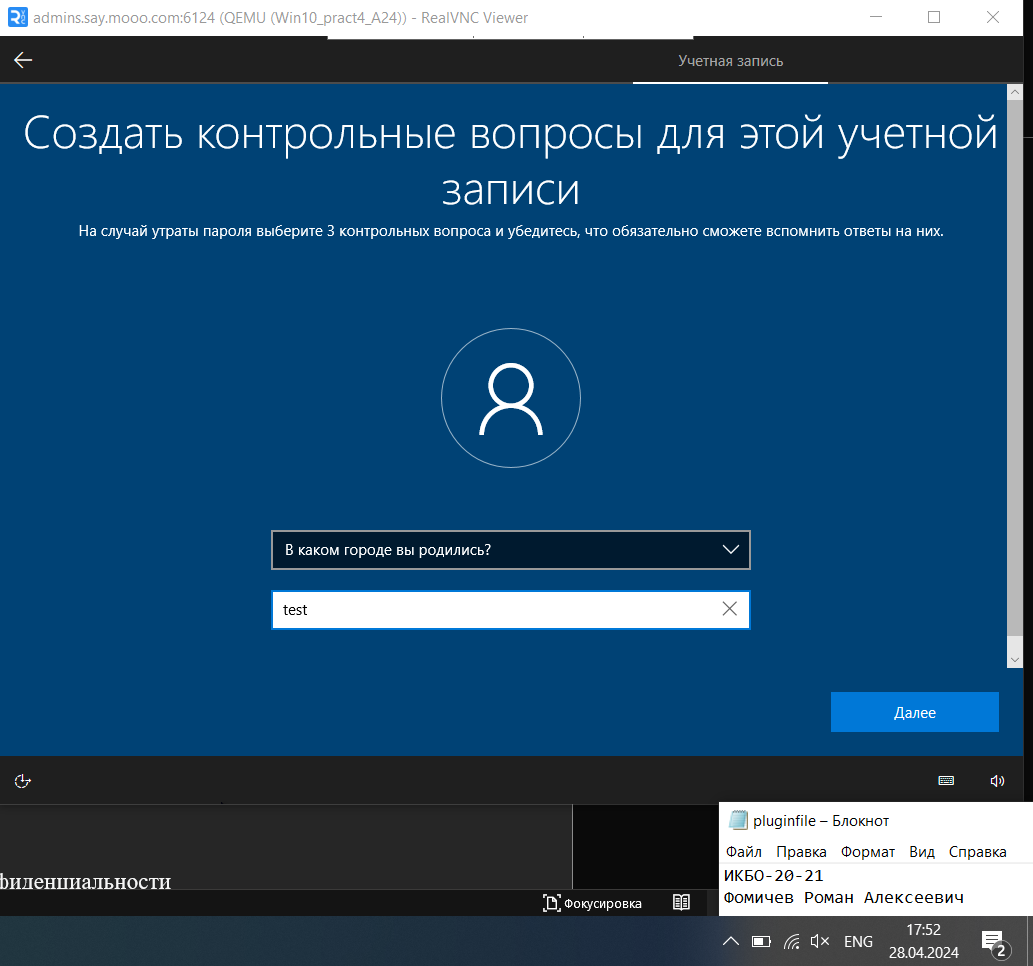 admins.say.mooo.com:6124 (QEMU (Win10_pract4_A24)) - RealVNC Viewer
Учетная запись
Создать контрольные вопросы для этой учетной
записи
На случай утраты пароля выберите 3 контрольных вопроса и убедитесь, что обязательно сможете вспомнить ответы на них.
В каком городе вы родились?
test
Далее
pluginfile – Блокнот
Файл Правка Формат Вид Справка
ИКБО-20-21
Фомичев Роман Алексеевич
фиденциальности
Фокусировка
ENG
17:52
28.04.2024
2